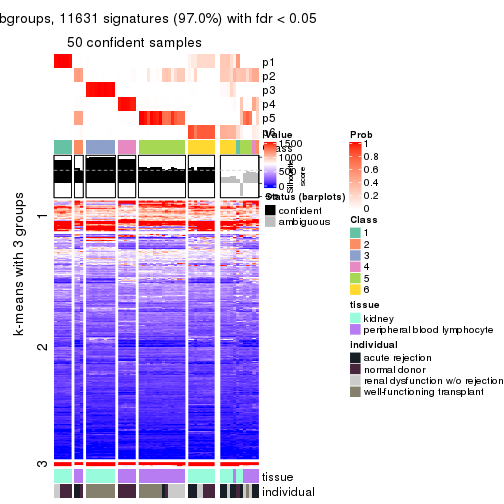 bgroups, 11631 signatures (97.0%) with fdr < 0.05
50 confident samples
p1
p2
p3
p4
p5
p6
Class
Silhouette
score
k-means with 3 groups
1
2
3
tissue
individual
Value
1500
1000
500
0
Status (barplots)
confident
ambiguous
Prob
1
0.8
0.6
0.4
0.2
0
Class
1
2
3
4
5
6
tissue
kidney
peripheral blood lymphocyte
individual
acute rejection
normal donor
renal dysfunction w/o rejection
well-functioning transplant